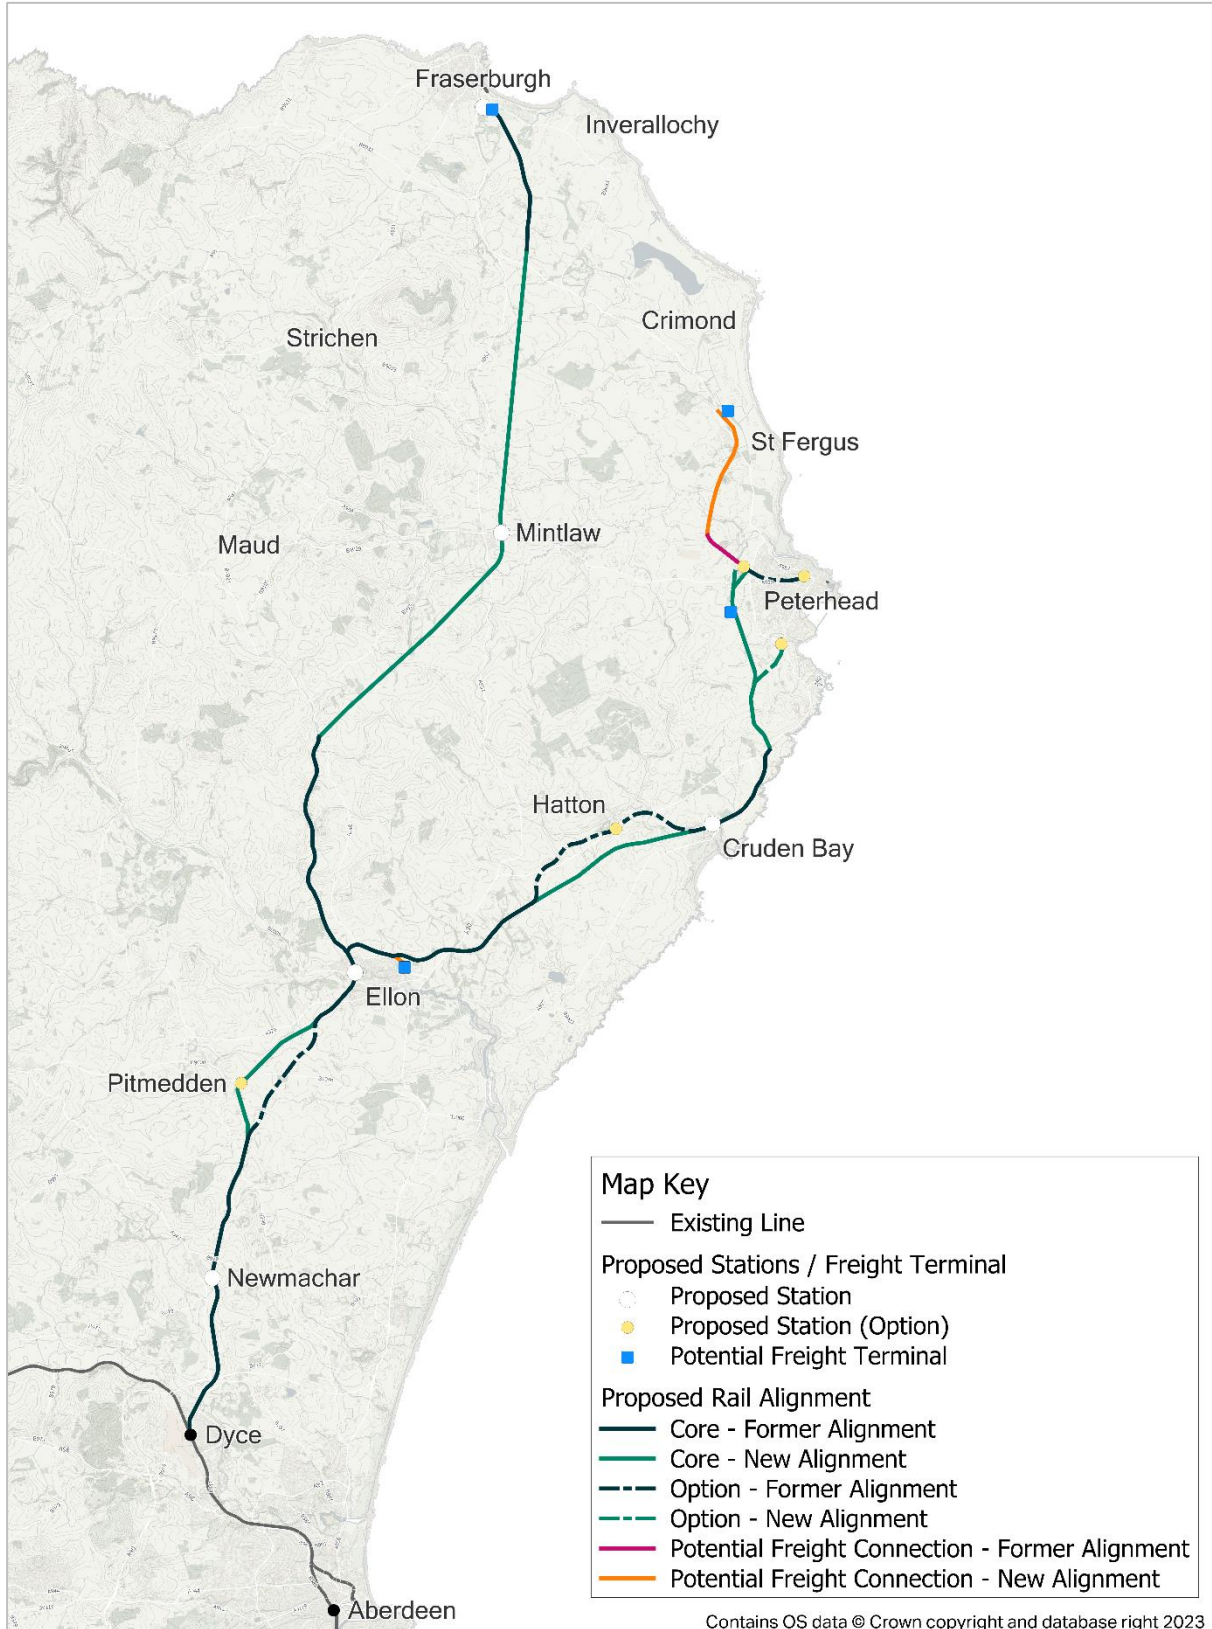 Fraserburgh
Inverallochy
Crimond
Strichen
St Fergus
Mintlaw
Maud
Peterhead
Hatton
Cruden Bay
Ellon
Pitmedden
Newmachar
Dyce
Aberdeen
Map Key
Existing Line
Proposed Stations / Freight Terminal
Proposed Station
Proposed Station (Option)
Potential Freight Terminal
Proposed Rail Alignment
Core - Former Alignment
Core - New Alignment
Option - Former Alignment
Option - New Alignment
Potential Freight Connection - Former Alignment
Potential Freight Connection - New Alignment
Contains OS data © Crown copyright and database right 2023